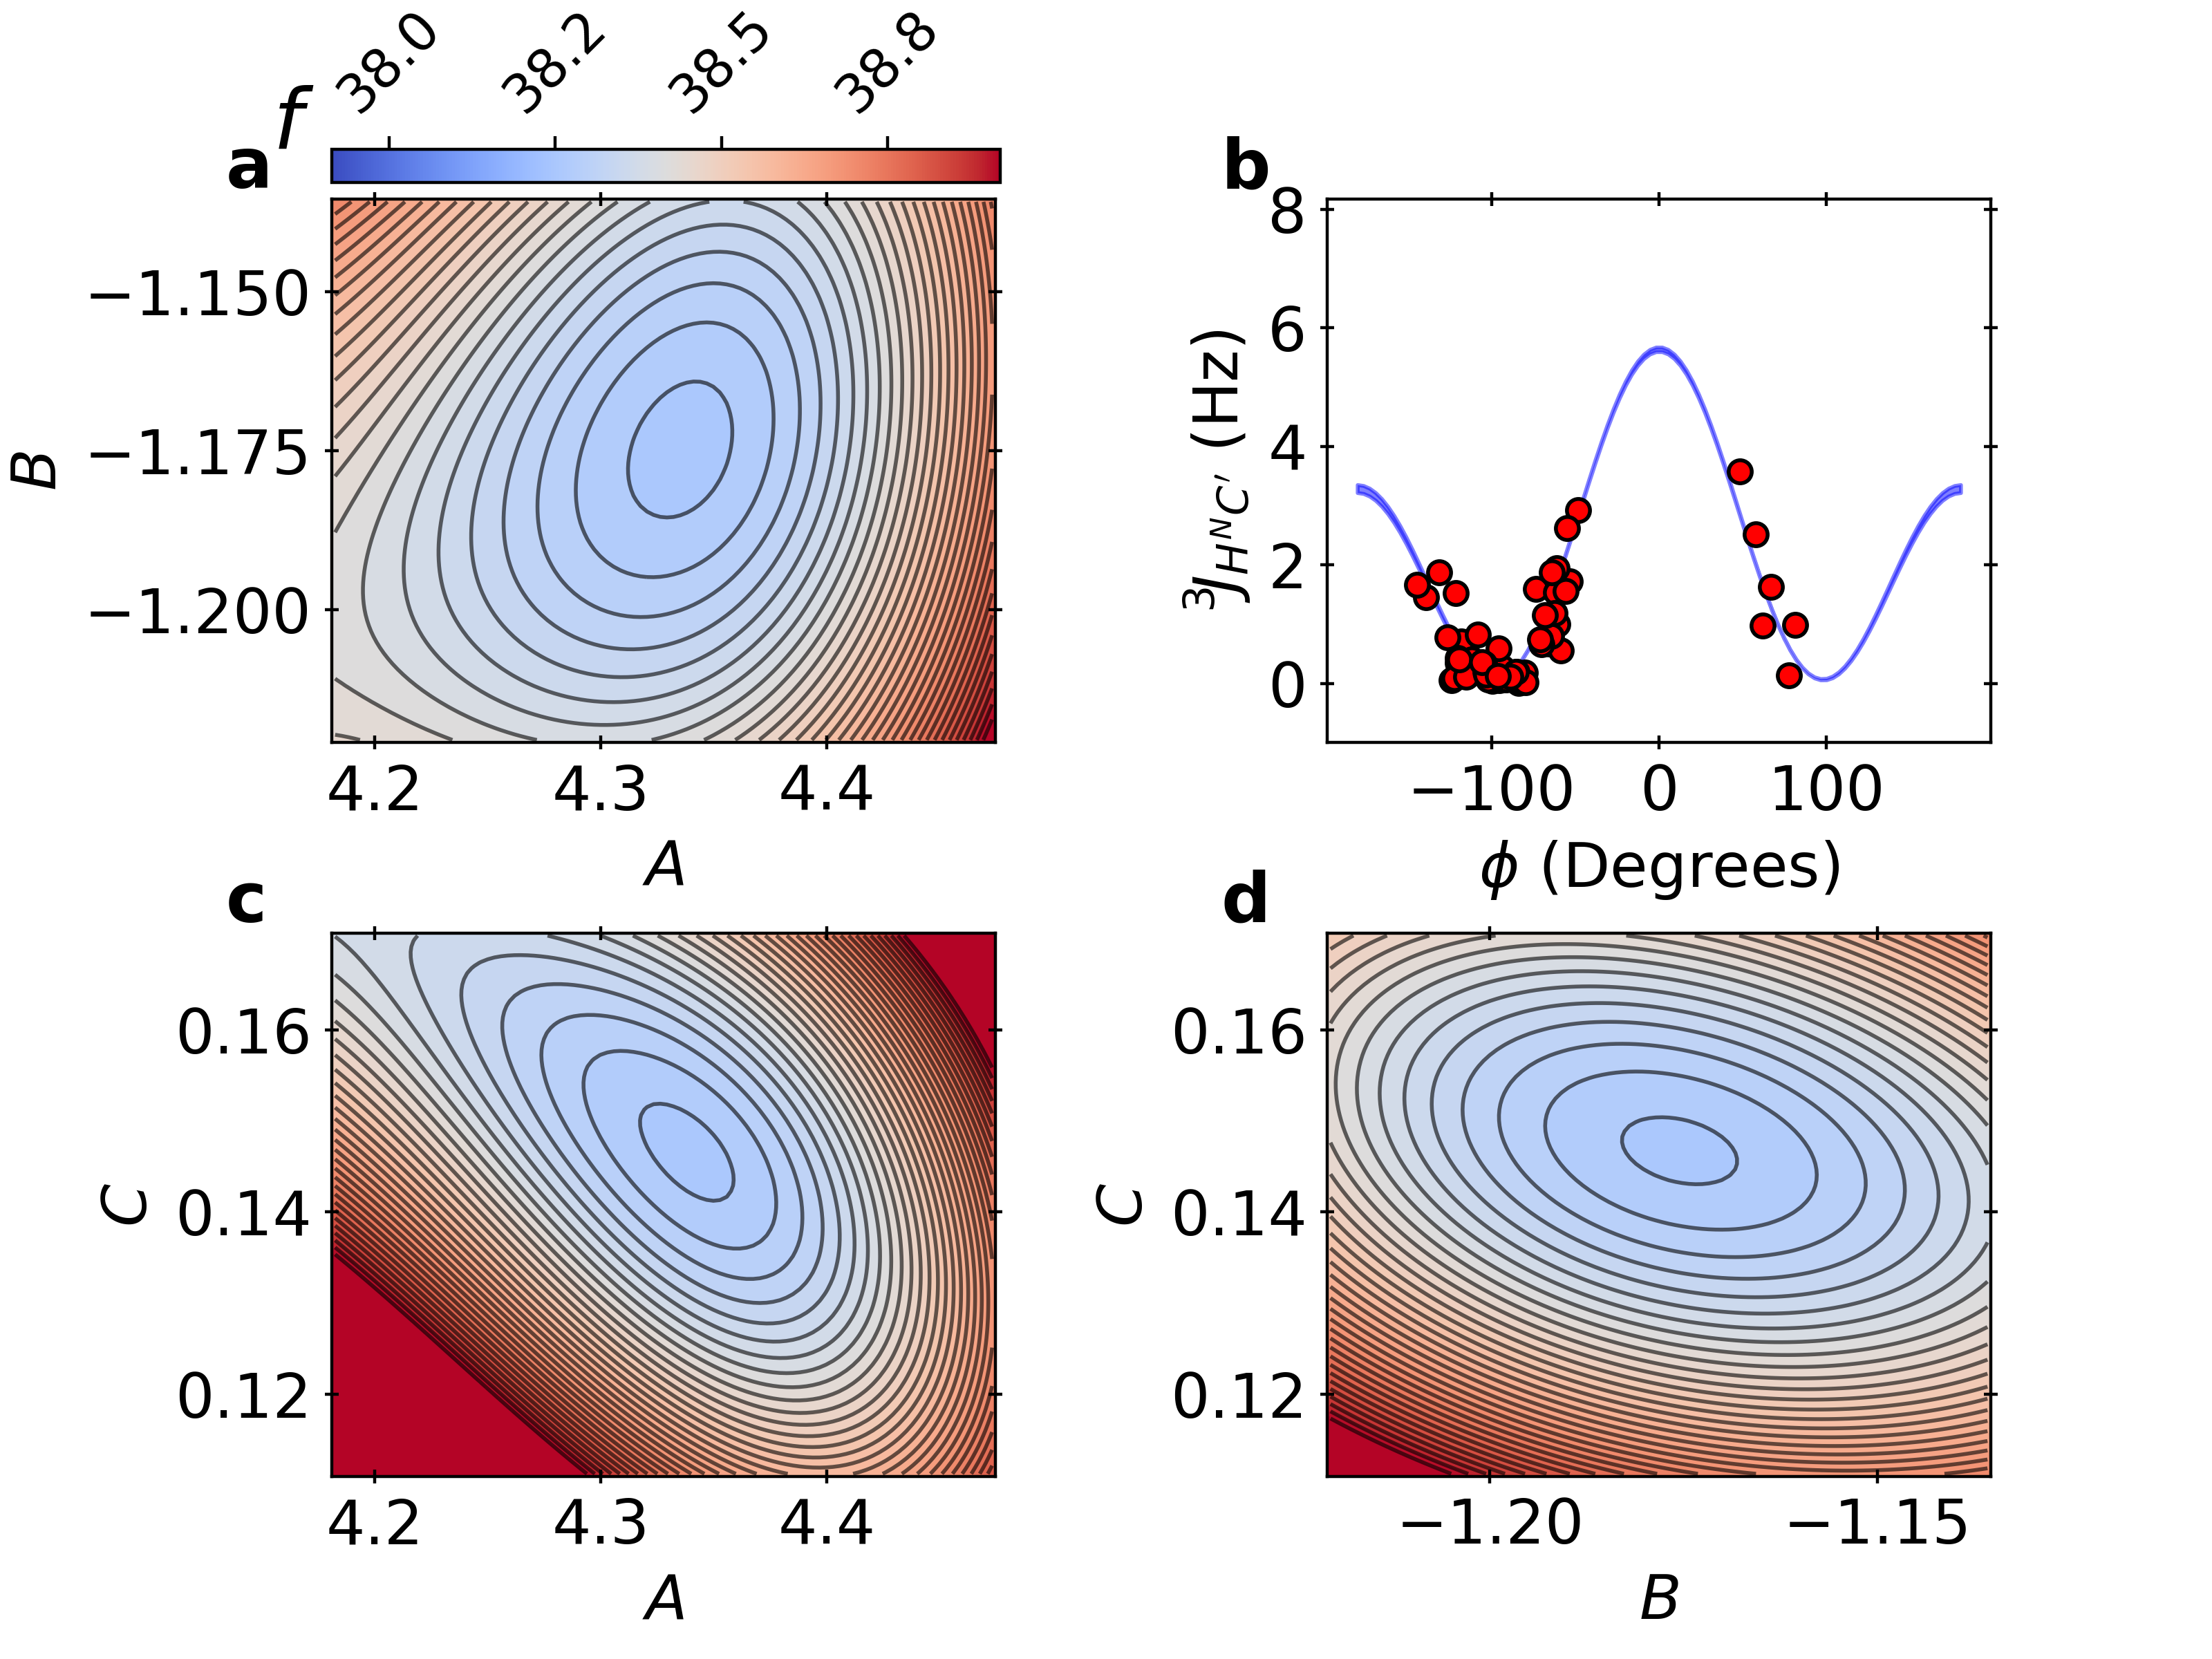 38.0 38.2 38.5 38.8
f
a
−1.150
−1.175
−1.200
B
4.2 4.3 4.4
A
b
8
6
4
2
0
³J_{H^N C'} (Hz)
−100 0 100
ϕ (Degrees)
c
0.16
0.14
0.12
C
4.2 4.3 4.4
A
d
0.16
0.14
0.12
C
−1.20 −1.15
B